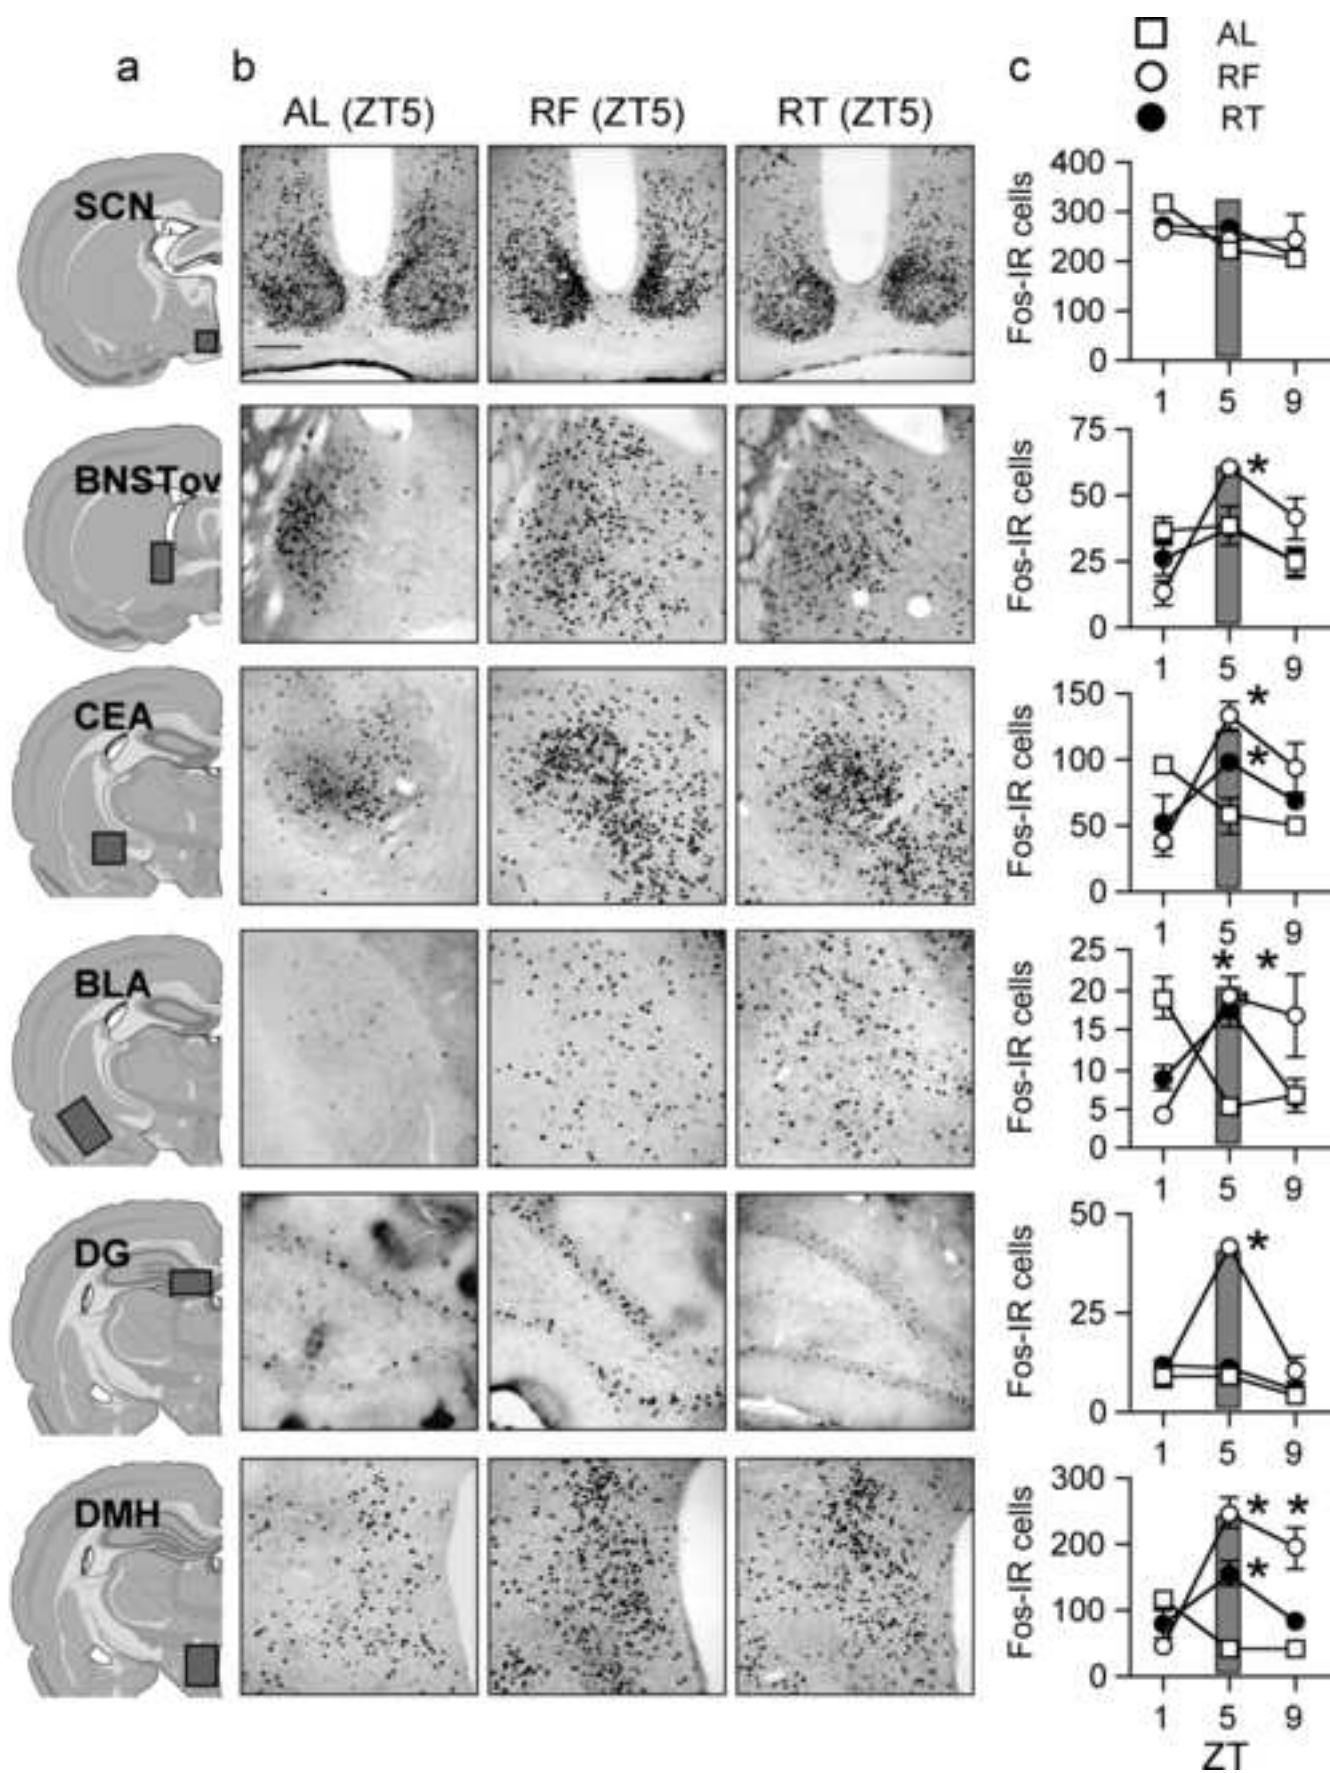 a
b
c
AL
RF
RT
AL (ZT5)
RF (ZT5)
RT (ZT5)
SCN
Fos-IR cells
400
300
200
100
0
1 5 9
BNSTov
Fos-IR cells
75
*
50
25
0
1 5 9
CEA
Fos-IR cells
150
*
100
*
50
0
1 5 9
BLA
Fos-IR cells
25
* *
20
15
10
5
0
1 5 9
DG
Fos-IR cells
50
*
25
0
1 5 9
DMH
Fos-IR cells
300
* *
200
*
100
0
1 5 9
ZT